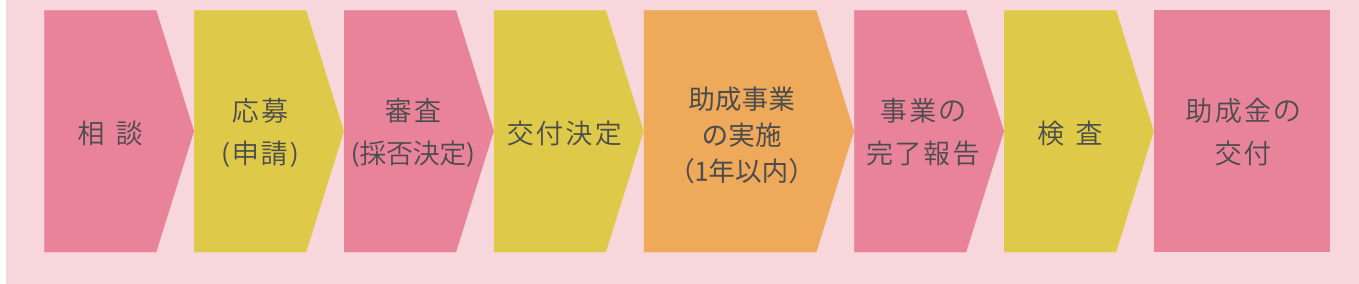 相談
応募
(申請)
審査
(採否決定)
交付決定
助成事業
の実施
（1年以内）
事業の
完了報告
検査
助成金の
交付